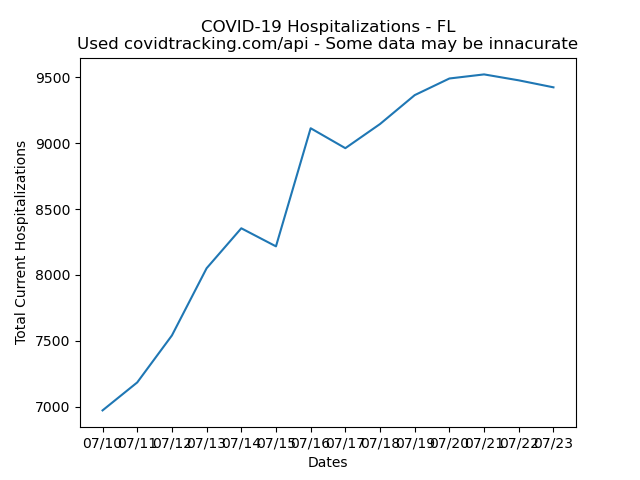 COVID-19 Hospitalizations - FL
Used covidtracking.com/api - Some data may be innacurate
Total Current Hospitalizations
9500
9000
8500
8000
7500
7000
07/10 07/11 07/12 07/13 07/14 07/15 07/16 07/17 07/18 07/19 07/20 07/21 07/22 07/23
Dates